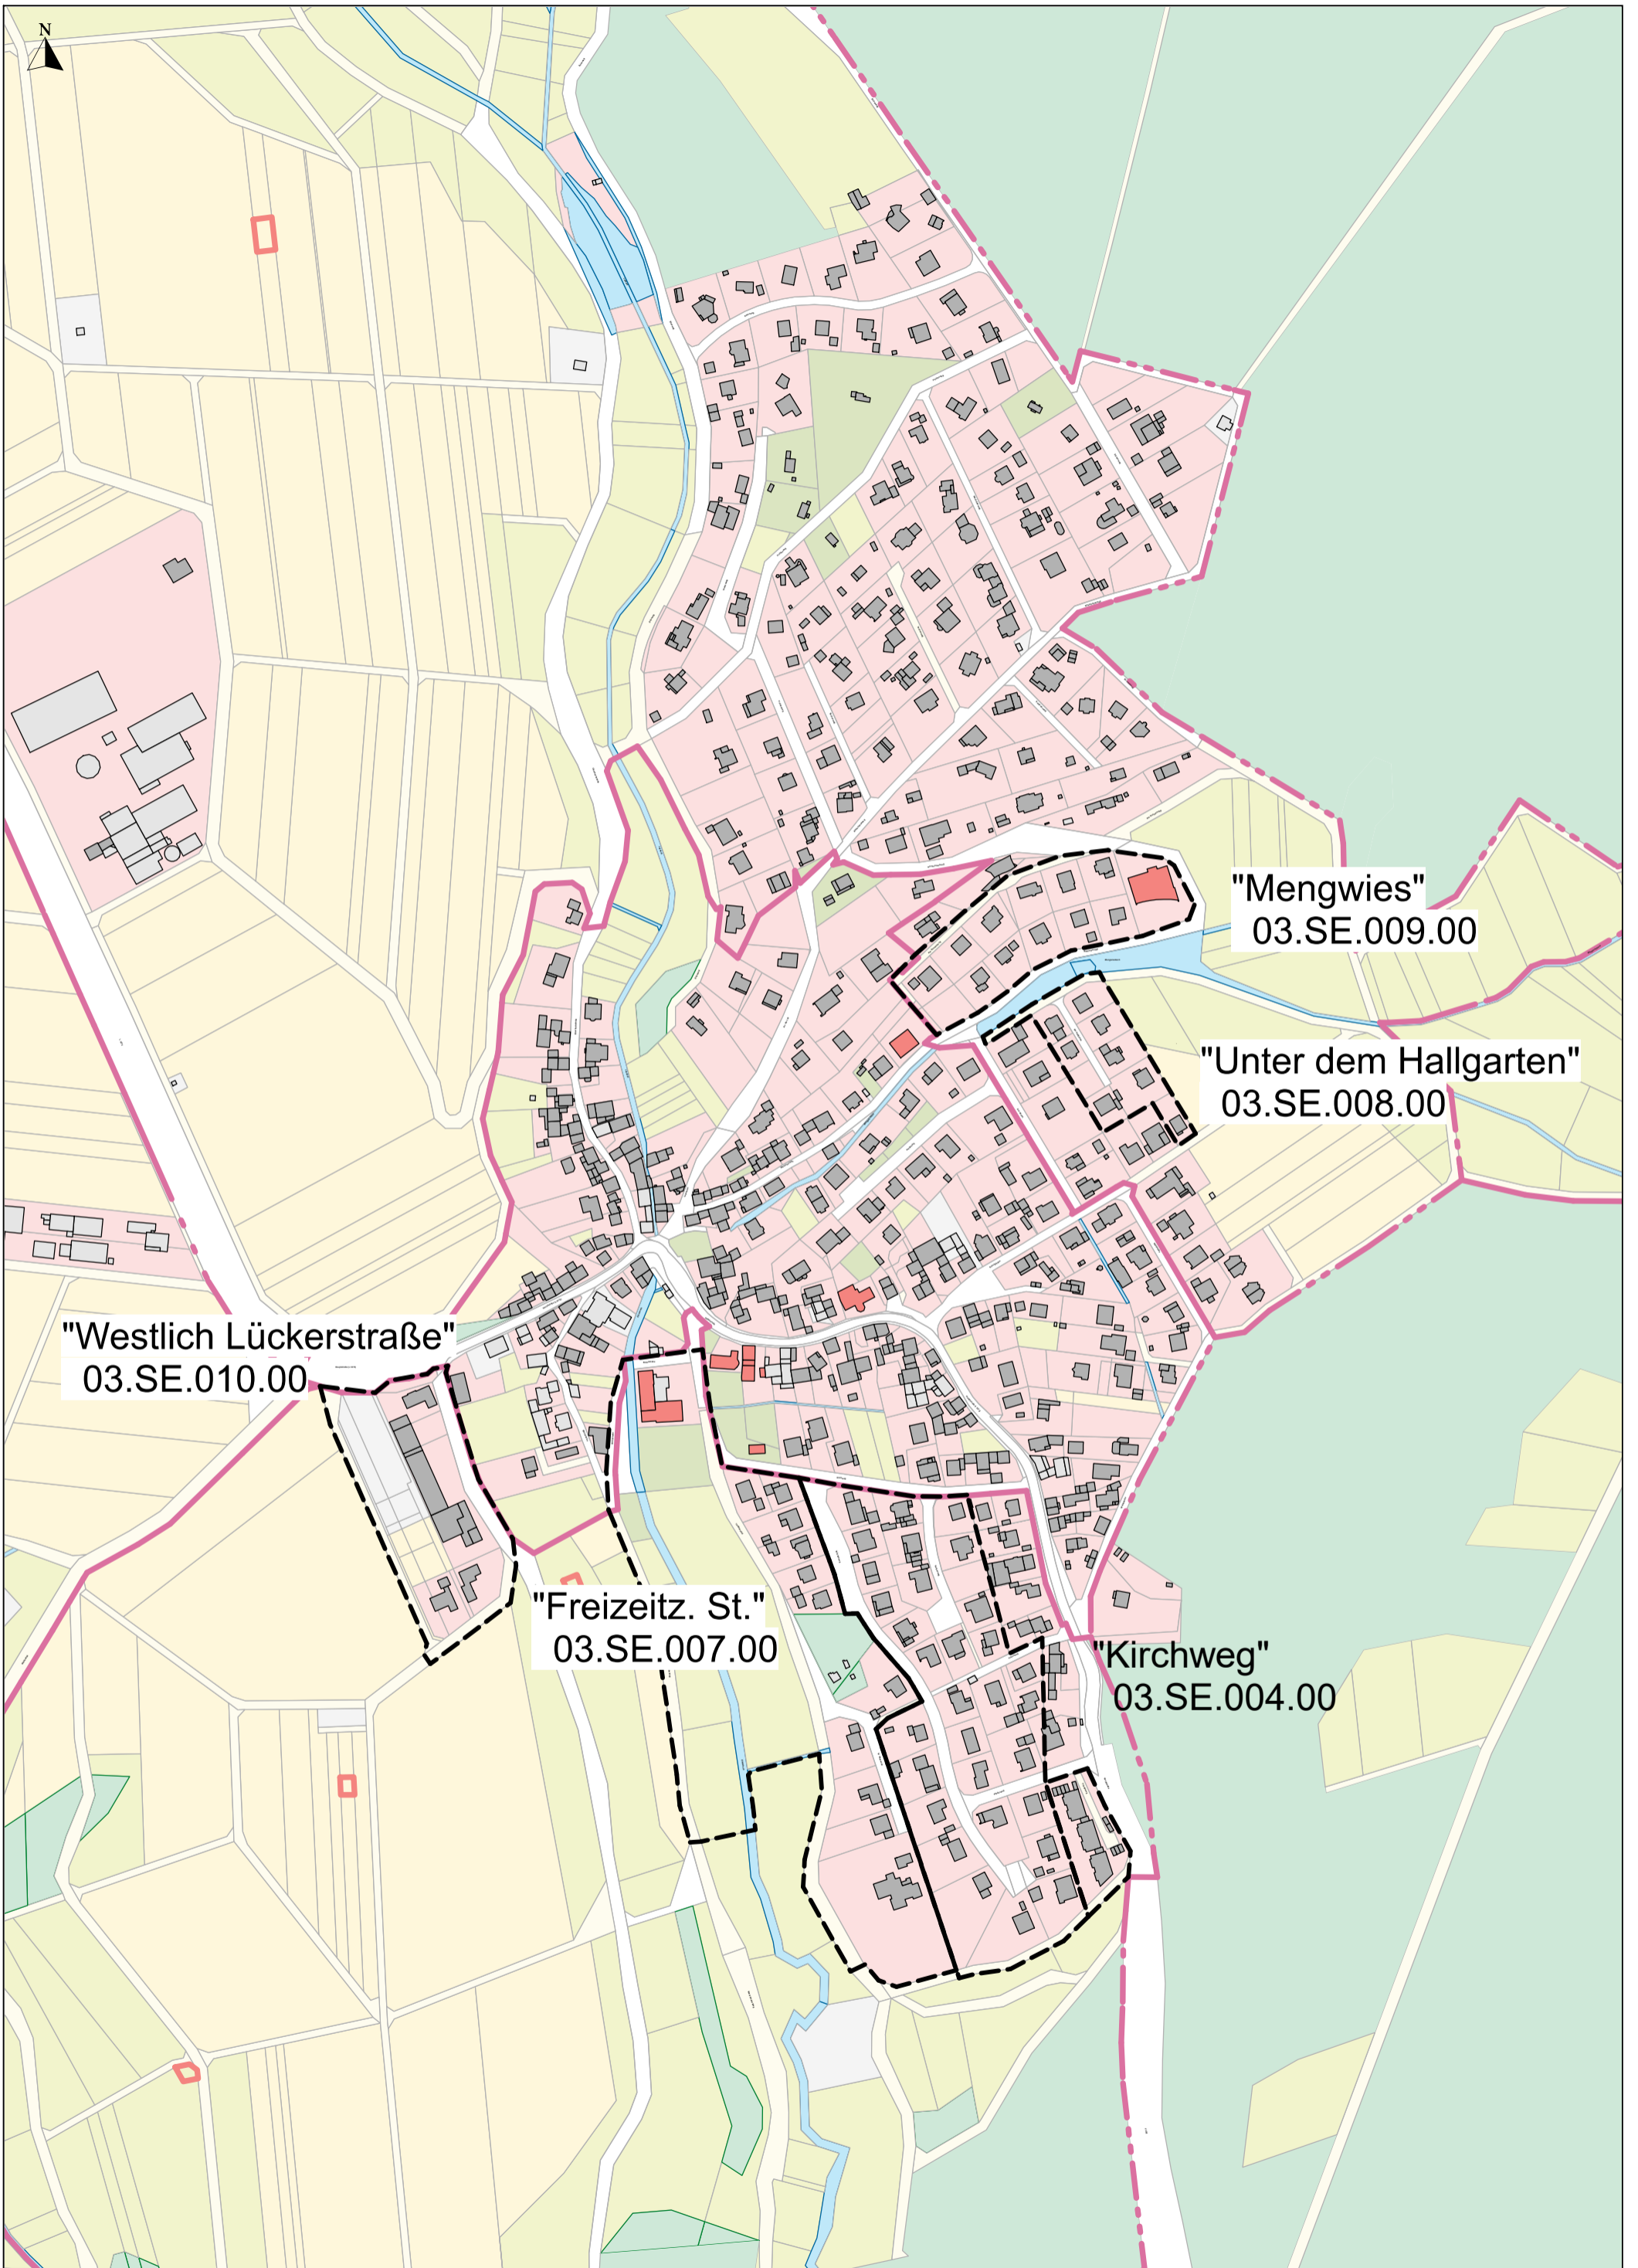 N
"Mengwies"
03.SE.009.00
"Unter dem Hallgarten"
03.SE.008.00
"Westlich Lückerstraße"
03.SE.010.00
"Freizeitz. St."
03.SE.007.00
"Kirchweg"
03.SE.004.00